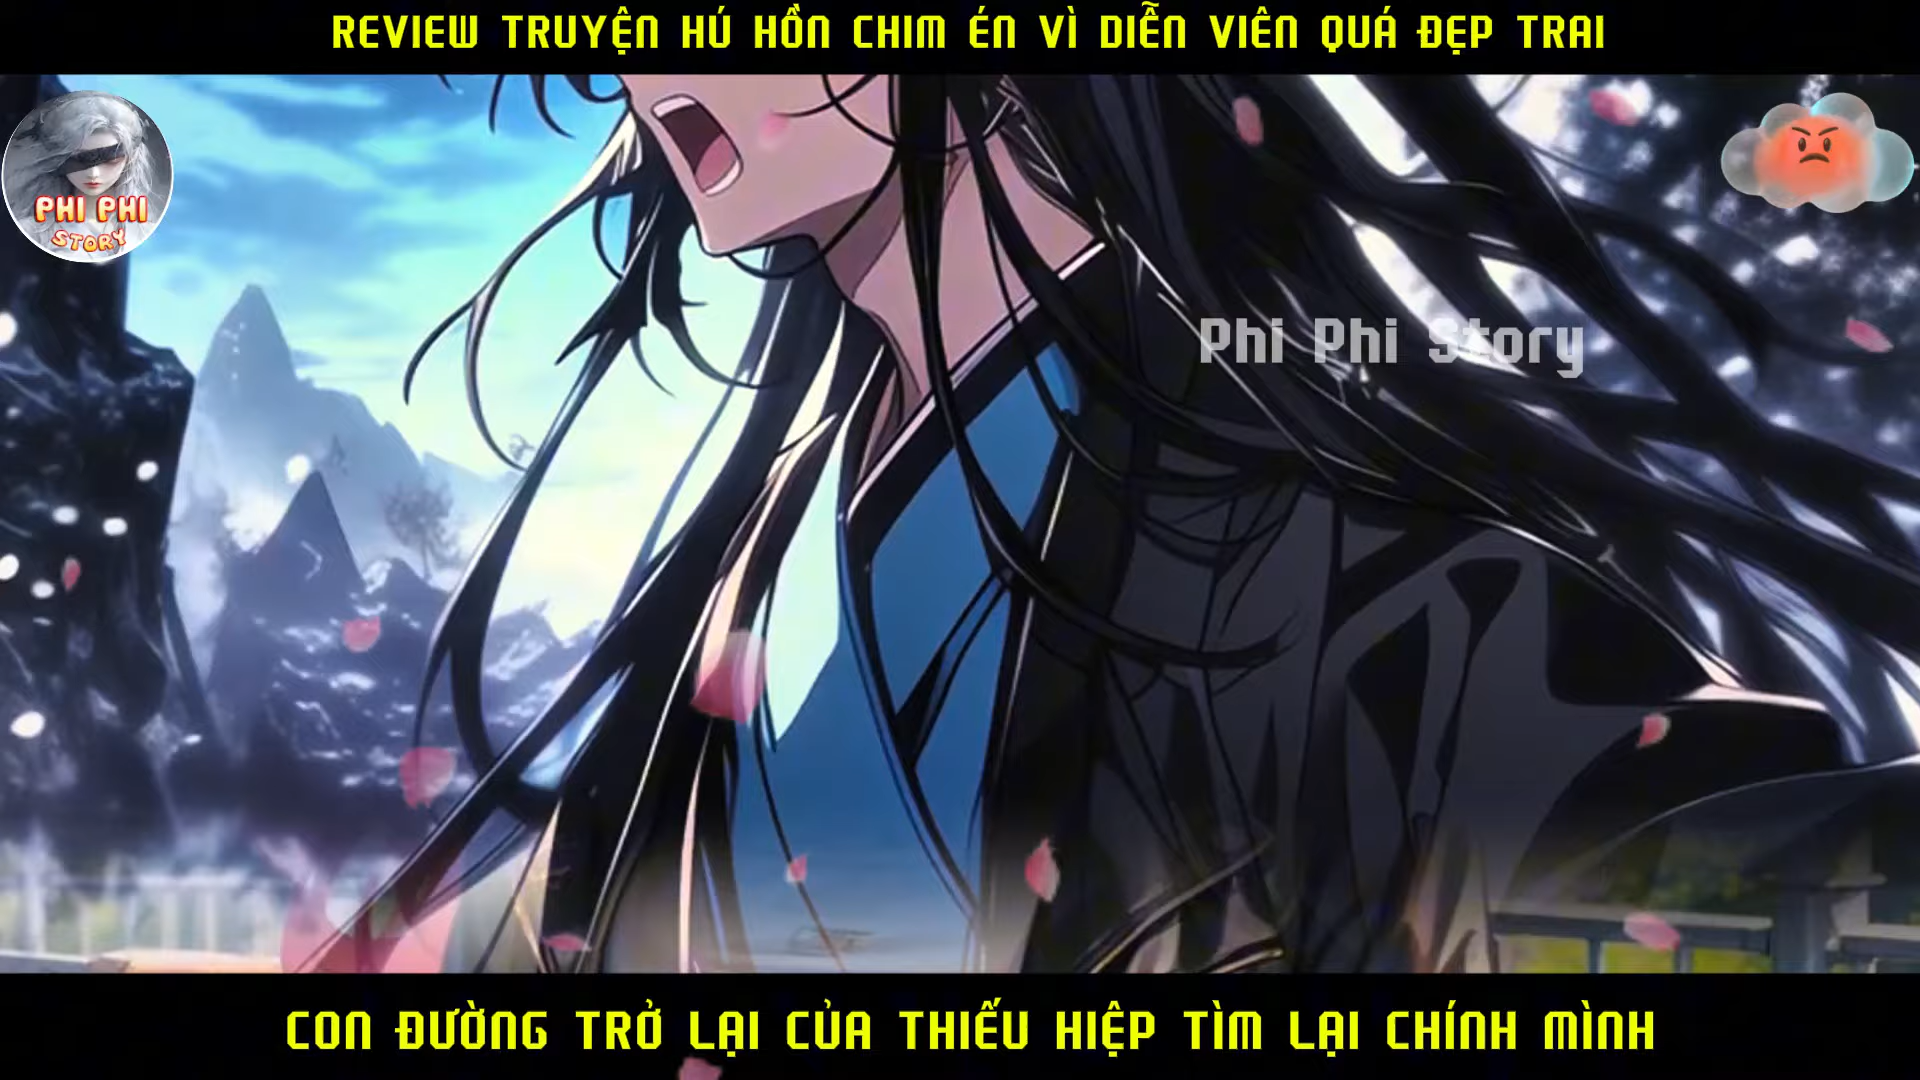 REVIEW TRUYỆN HÚ HỒN CHIM ÉN VÌ DIỄN VIÊN QUÁ ĐẸP TRAI
PHI PHI
STORY
Phi Phi Story
CON ĐƯỜNG TRỞ LẠI CỦA THIẾU HIỆP TÌM LẠI CHÍNH MÌNH